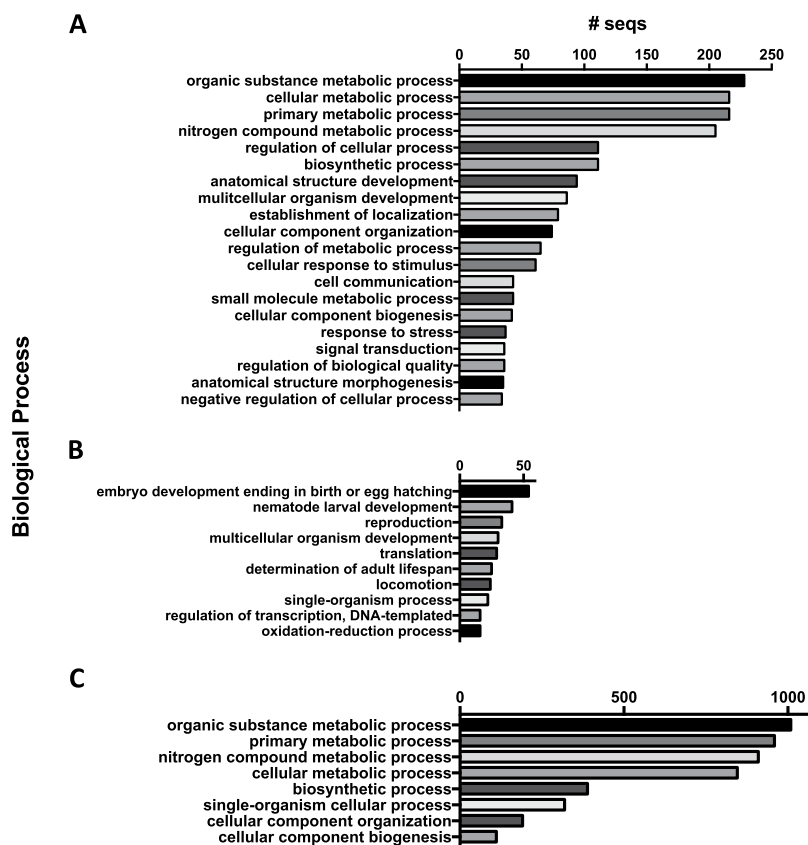 A
# seqs
0 50 100 150 200 250
organic substance metabolic process
cellular metabolic process
primary metabolic process
nitrogen compound metabolic process
regulation of cellular process
biosynthetic process
anatomical structure development
mulitcellular organism development
establishment of localization
cellular component organization
regulation of metabolic process
cellular response to stimulus
cell communication
small molecule metabolic process
cellular component biogenesis
response to stress
signal transduction
regulation of biological quality
anatomical structure morphogenesis
negative regulation of cellular process
Biological Process
B
0 50
embryo development ending in birth or egg hatching
nematode larval development
reproduction
multicellular organism development
translation
determination of adult lifespan
locomotion
single-organism process
regulation of transcription, DNA-templated
oxidation-reduction process
C
0 500 1000
organic substance metabolic process
primary metabolic process
nitrogen compound metabolic process
cellular metabolic process
biosynthetic process
single-organism cellular process
cellular component organization
cellular component biogenesis